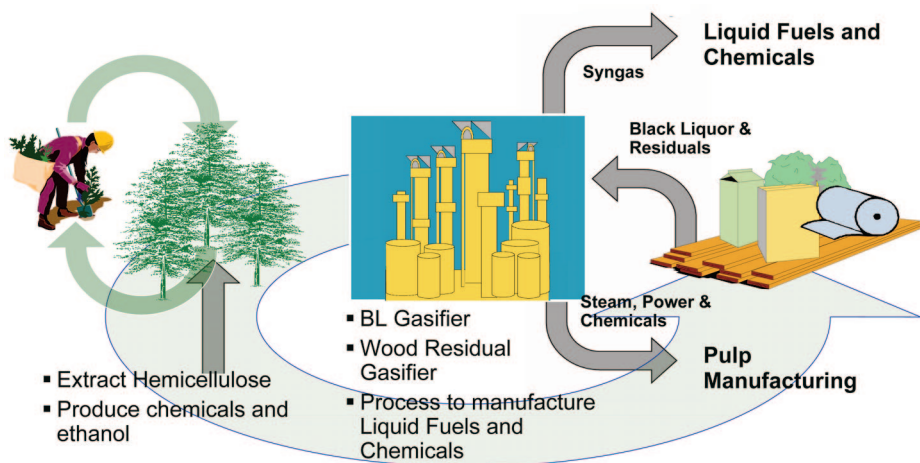 Liquid Fuels and
Chemicals
Syngas
Black Liquor &
Residuals
Steam, Power &
Chemicals
Pulp
Manufacturing
▪ BL Gasifier
▪ Wood Residual
Gasifier
▪ Process to manufacture
Liquid Fuels and
Chemicals
▪ Extract Hemicellulose
▪ Produce chemicals and
ethanol